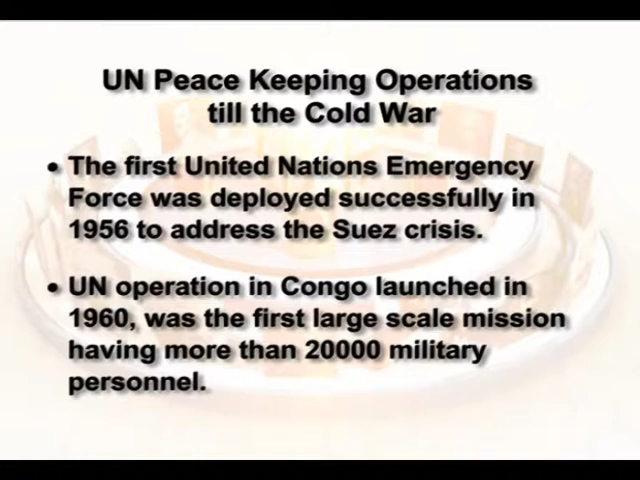 UN Peace Keeping Operations
till the Cold War
• The first United Nations Emergency
Force was deployed successfully in
1956 to address the Suez crisis.
• UN operation in Congo launched in
1960, was the first large scale mission
having more than 20000 military
personnel.